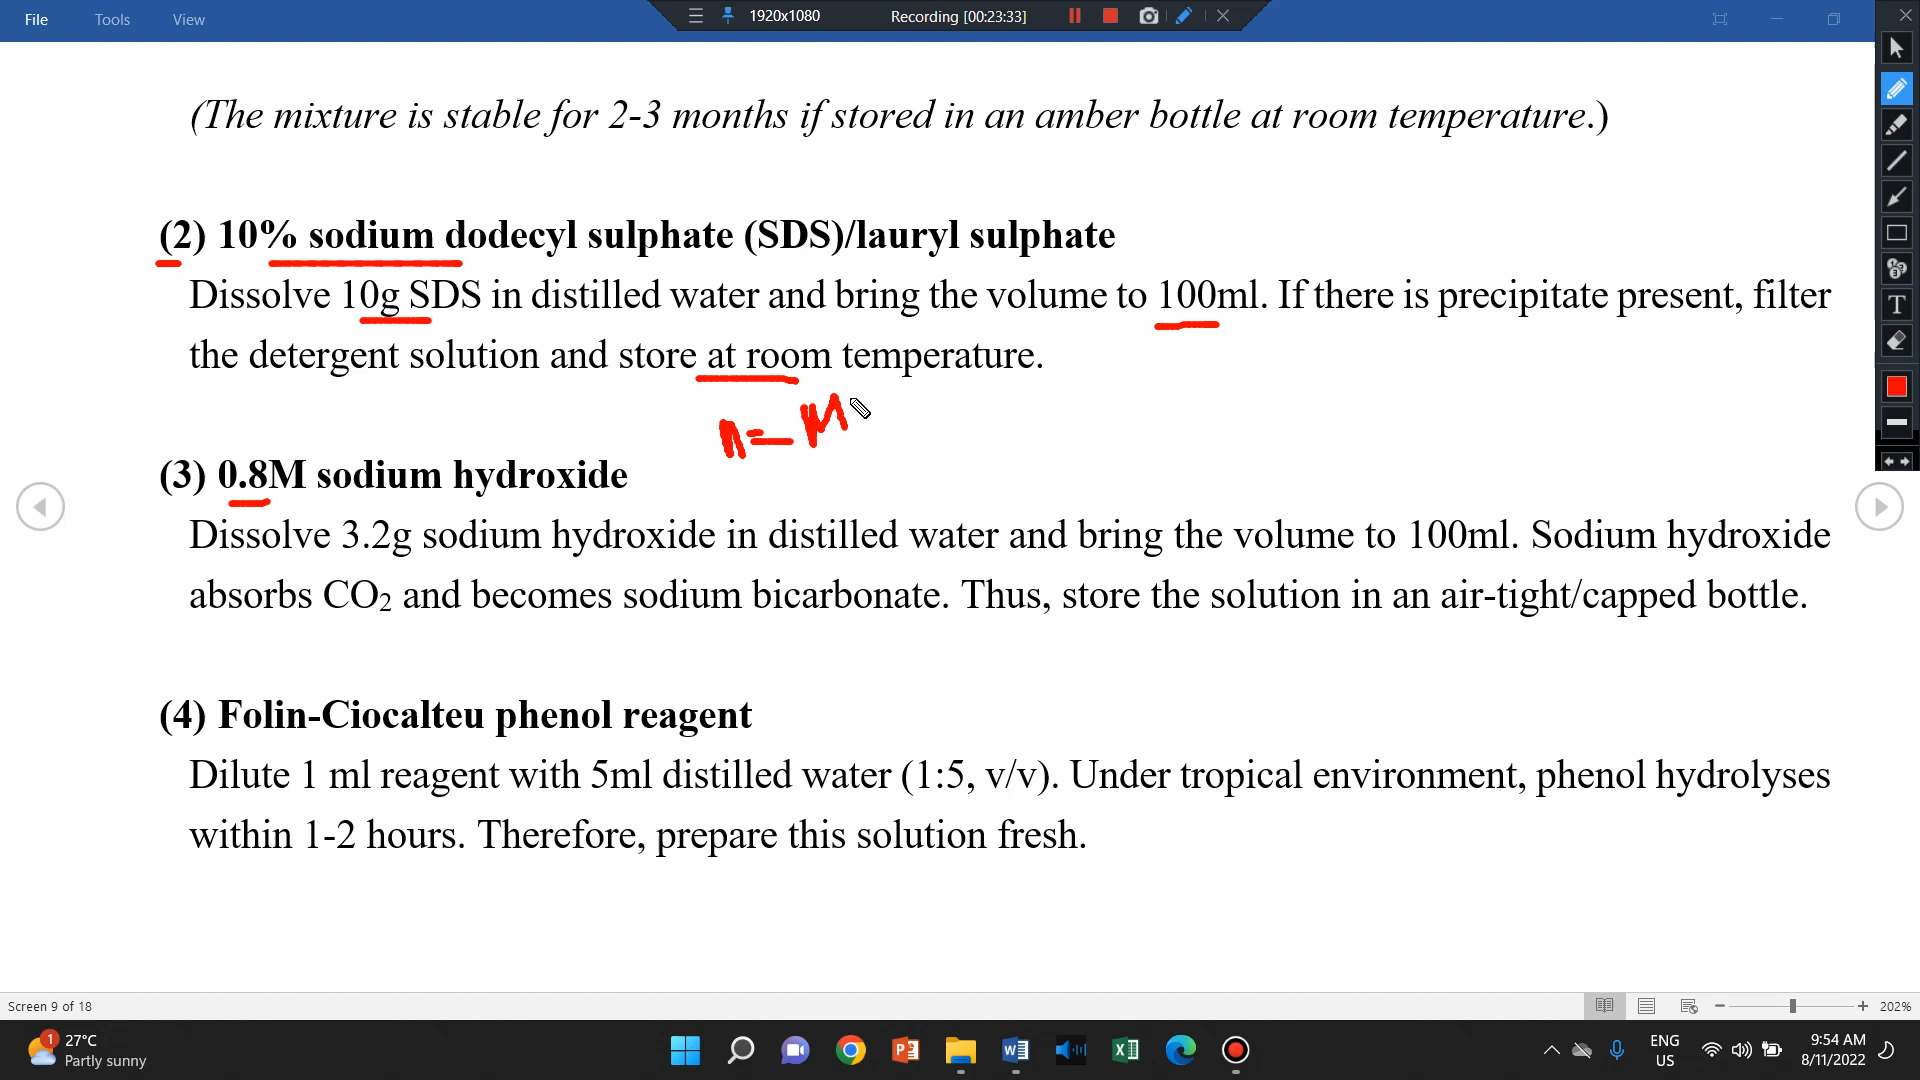 File Tools View
1920x1080 Recording [00:23:33]
(The mixture is stable for 2-3 months if stored in an amber bottle at room temperature.)
(2) 10% sodium dodecyl sulphate (SDS)/lauryl sulphate
Dissolve 10g SDS in distilled water and bring the volume to 100ml. If there is precipitate present, filter
the detergent solution and store at room temperature.
n = M
(3) 0.8M sodium hydroxide
Dissolve 3.2g sodium hydroxide in distilled water and bring the volume to 100ml. Sodium hydroxide
absorbs CO₂ and becomes sodium bicarbonate. Thus, store the solution in an air-tight/capped bottle.
(4) Folin-Ciocalteu phenol reagent
Dilute 1 ml reagent with 5ml distilled water (1:5, v/v). Under tropical environment, phenol hydrolyses
within 1-2 hours. Therefore, prepare this solution fresh.
Screen 9 of 18
202%
1
27°C
Partly sunny
ENG
US
9:54 AM
8/11/2022